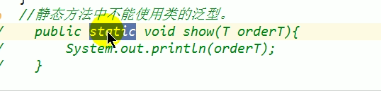 //静态方法中不能使用类的泛型。
public static void show(T orderT){
System.out.println(orderT);
}